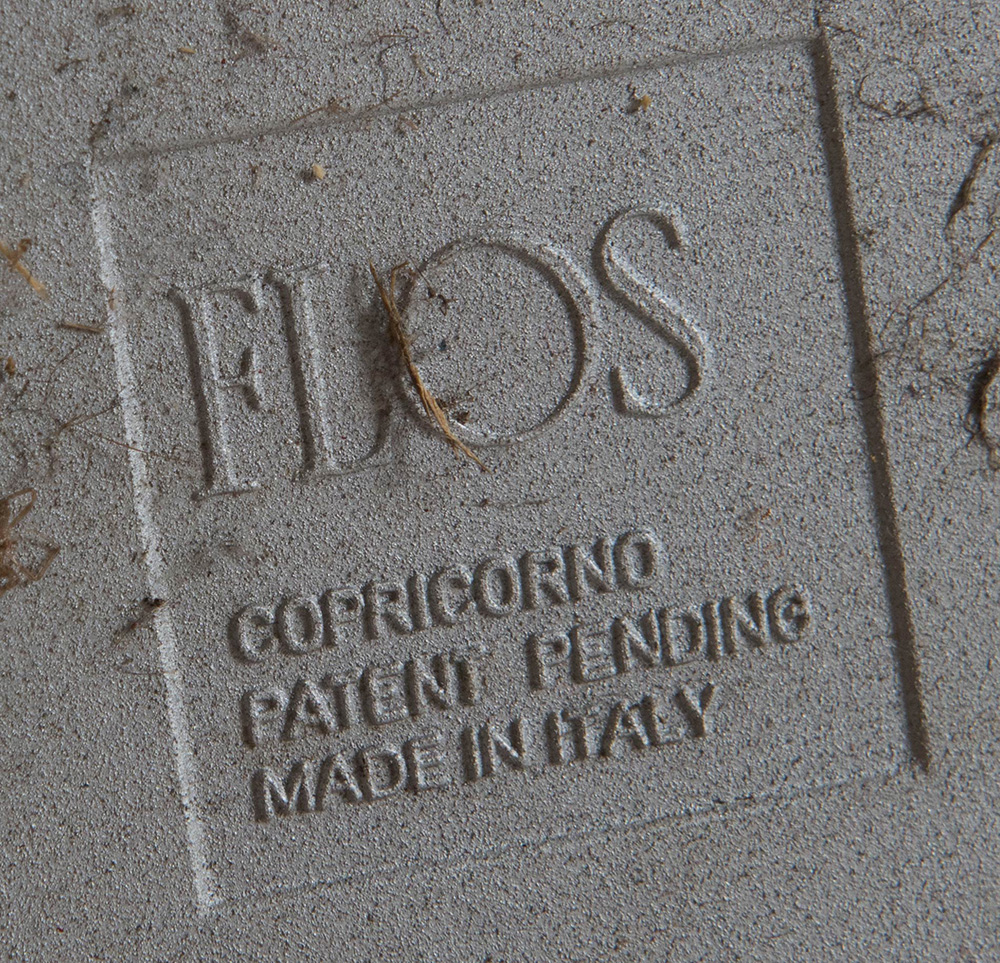 FLOS
COPRICORNO
PATENT PENDING
MADE IN ITALY